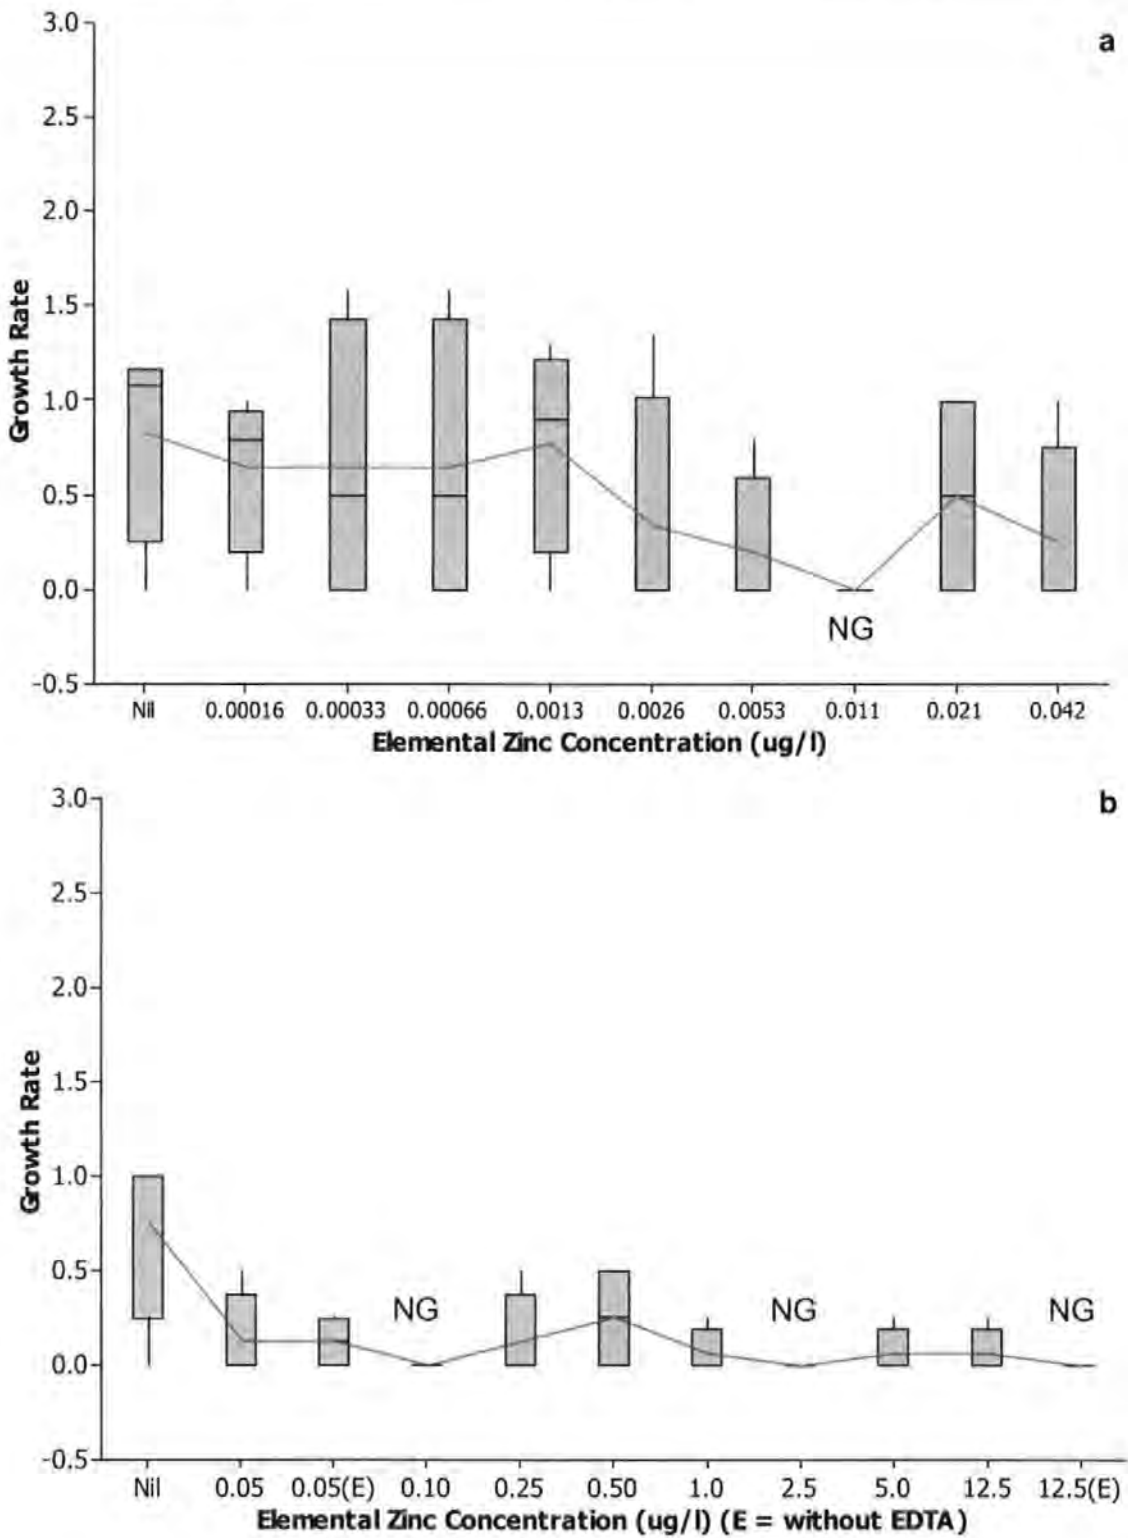 a
3.0
2.5
2.0
1.5
1.0
0.5
0.0
-0.5
Growth Rate
NG
Nil 0.00016 0.00033 0.00066 0.0013 0.0026 0.0053 0.011 0.021 0.042
Elemental Zinc Concentration (ug/l)
b
3.0
2.5
2.0
1.5
1.0
0.5
0.0
-0.5
Growth Rate
NG NG NG
Nil 0.05 0.05(E) 0.10 0.25 0.50 1.0 2.5 5.0 12.5 12.5(E)
Elemental Zinc Concentration (ug/l) (E = without EDTA)